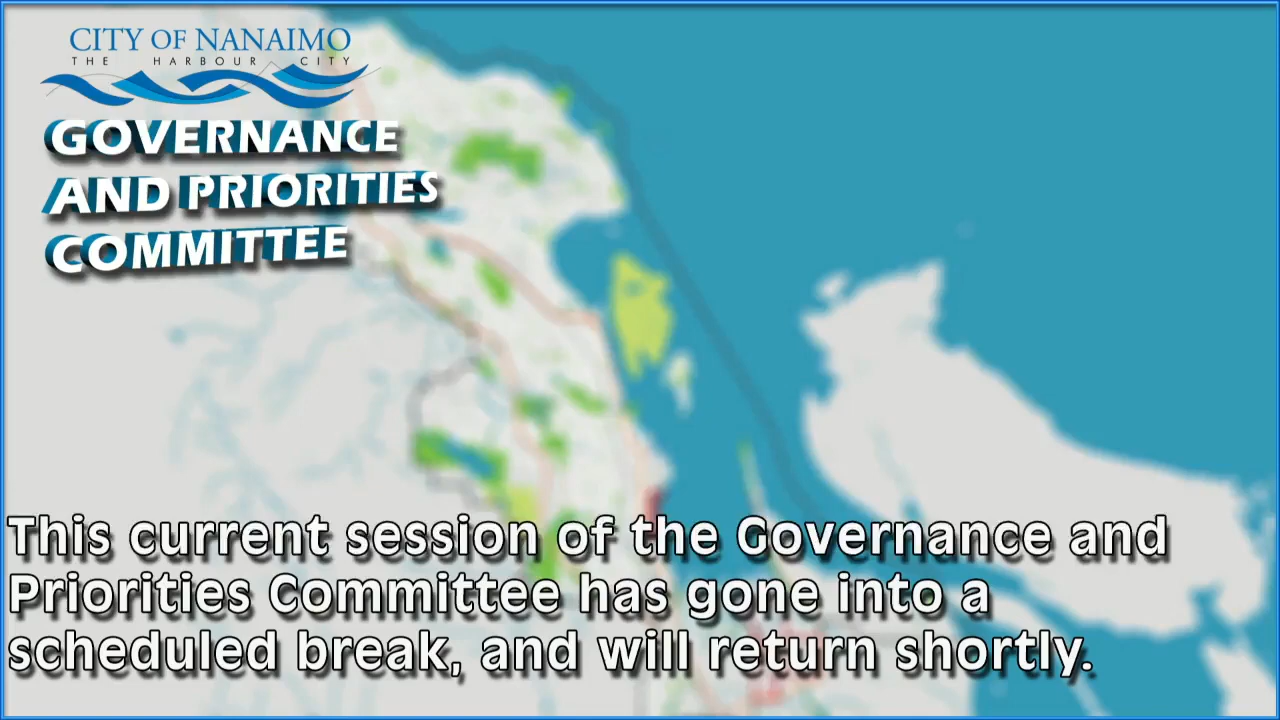 CITY OF NANAIMO
THE HARBOUR CITY
GOVERNANCE
AND PRIORITIES
COMMITTEE
This current session of the Governance and
Priorities Committee has gone into a
scheduled break, and will return shortly.